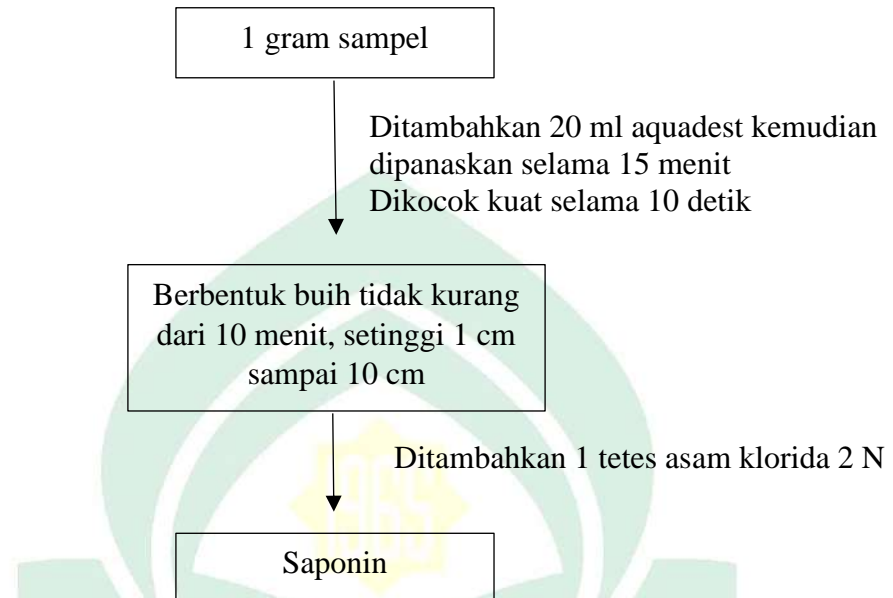 1 gram sampel
Ditambahkan 20 ml aquadest kemudian
dipanaskan selama 15 menit
Dikocok kuat selama 10 detik
Berbentuk buih tidak kurang
dari 10 menit, setinggi 1 cm
sampai 10 cm
Ditambahkan 1 tetes asam klorida 2 N
1965
Saponin